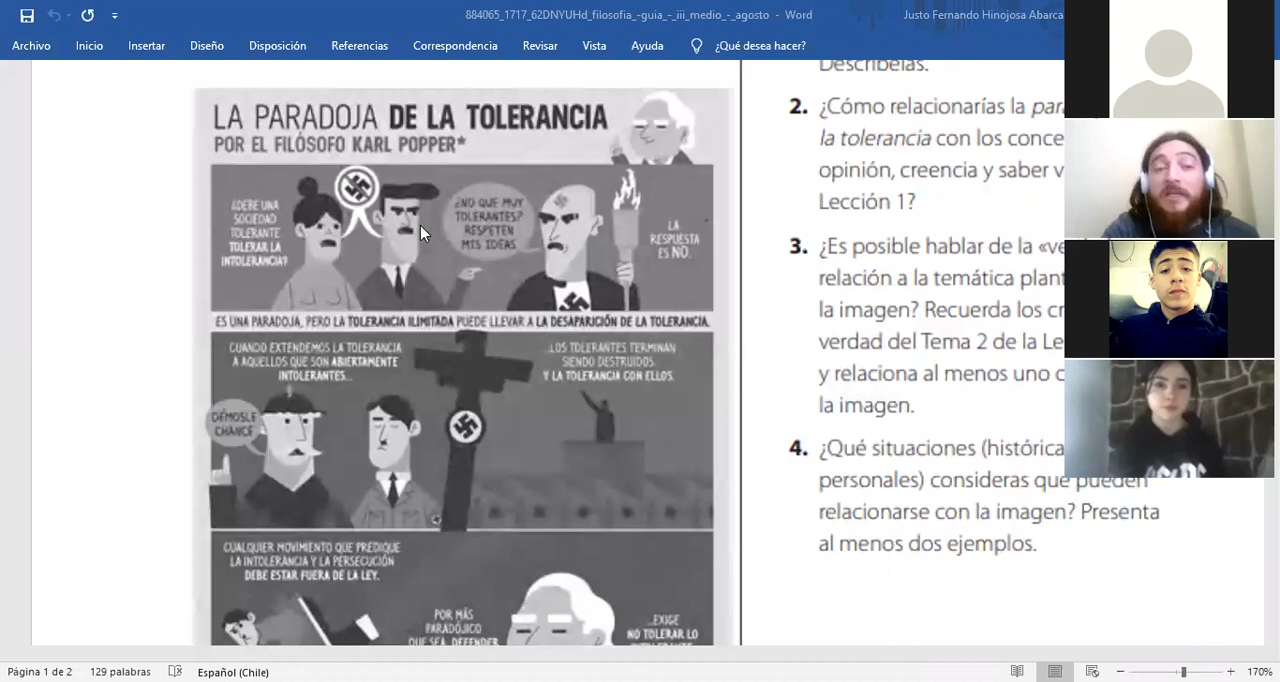 884065_1717_62DNYUHd_filosofia_-guia_-_iii_medio_-_agosto - Word
Justo Fernando Hinojosa Abarca
Archivo Inicio Insertar Diseño Disposición Referencias Correspondencia Revisar Vista Ayuda ¿Qué desea hacer?
LA PARADOJA DE LA TOLERANCIA
POR EL FILÓSOFO KARL POPPER*
¿DEBE UNA
SOCIEDAD
TOLERANTE
TOLERAR LA
INTOLERANCIA?
¿NO QUE MUY
TOLERANTES?
RESPETEN
MIS IDEAS
LA
RESPUESTA
ES NO.
ES UNA PARADOJA, PERO LA TOLERANCIA ILIMITADA PUEDE LLEVAR A LA DESAPARICIÓN DE LA TOLERANCIA.
CUANDO EXTENDEMOS LA TOLERANCIA
A AQUELLOS QUE SON ABIERTAMENTE
INTOLERANTES...
...LOS TOLERANTES TERMINAN
SIENDO DESTRUIDOS.
Y LA TOLERANCIA CON ELLOS.
DÉMOSLE
CHANCE
CUALQUIER MOVIMIENTO QUE PREDIQUE
LA INTOLERANCIA Y LA PERSECUCIÓN
DEBE ESTAR FUERA DE LA LEY.
POR MÁS
PARADÓJICO
QUE SEA, DEFENDER
...EXIGE
NO TOLERAR LO
Descríbelas.
2. ¿Cómo relacionarías la
la tolerancia con los
opinión, creencia y saber
Lección 1?
3. ¿Es posible hablar de la
relación a la temática
la imagen? Recuerda los
verdad del Tema 2 de la
y relaciona al menos uno
la imagen.
4. ¿Qué situaciones
personales) consideras que pueden
relacionarse con la imagen? Presenta
al menos dos ejemplos.
Página 1 de 2 129 palabras Español (Chile) 170%